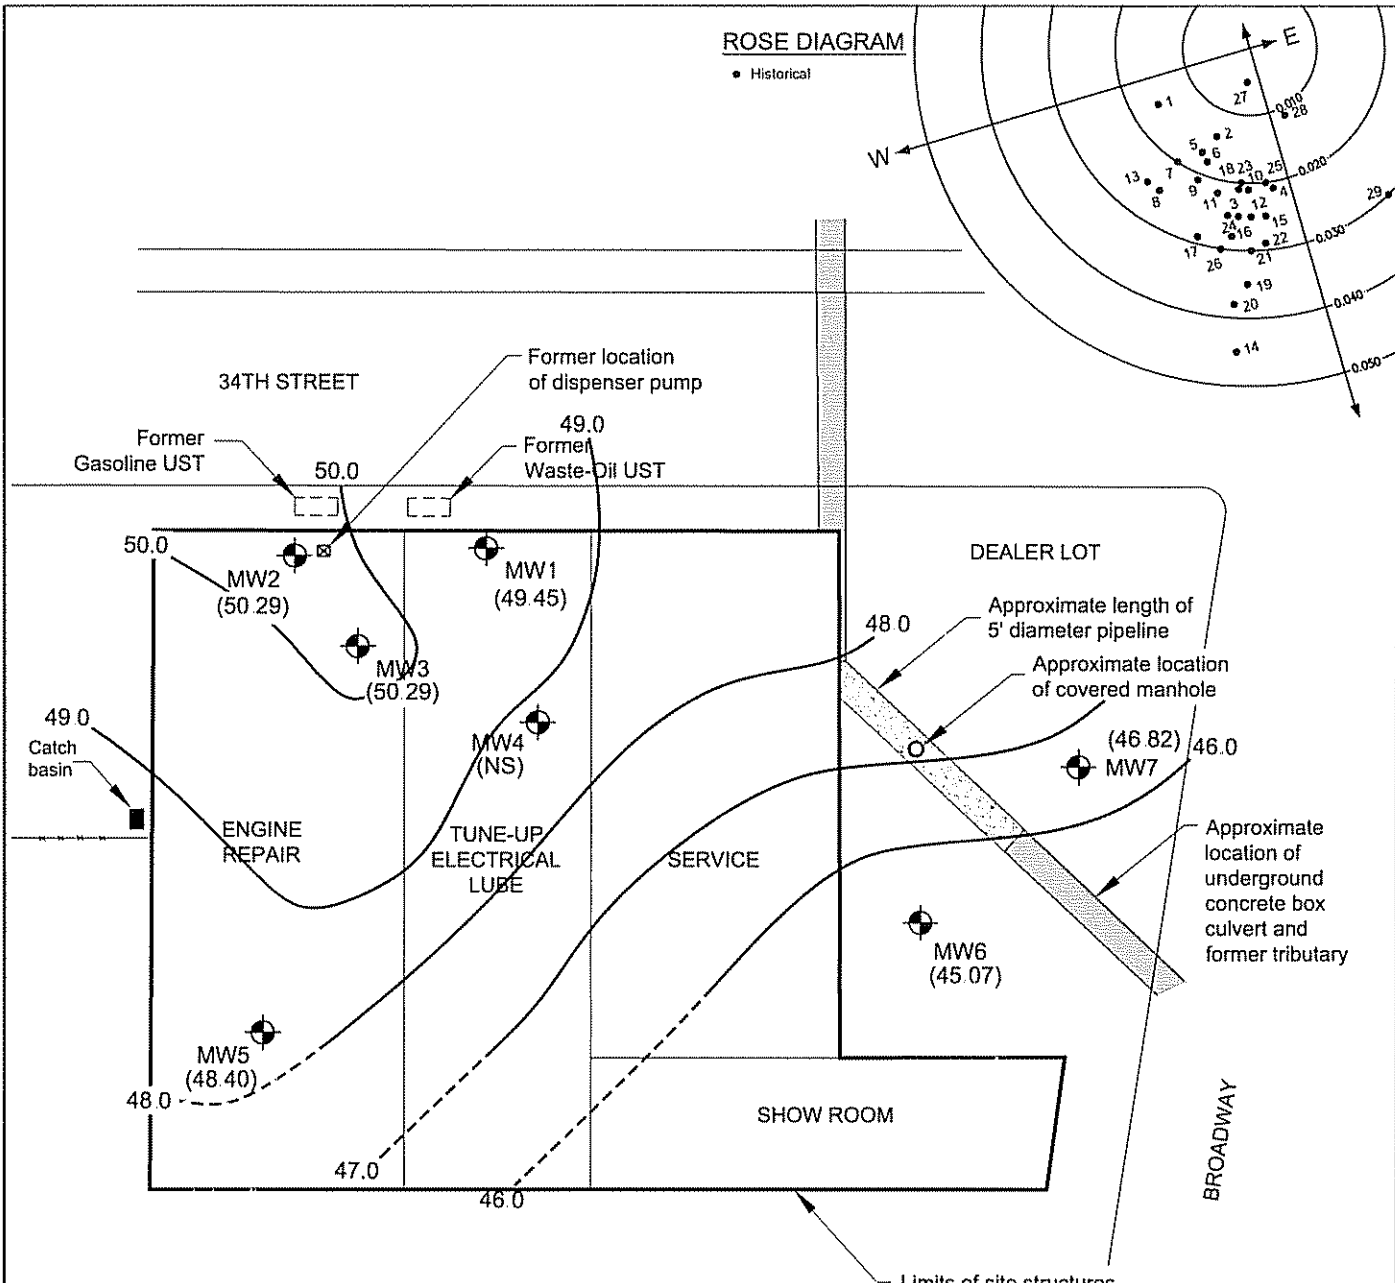 ROSE DIAGRAM
Historical
E
W
1
27
0.010
28
2
5
6
7
18
23
10
25
0.020
13
8
9
11
3
12
4
29
24
16
15
17
26
22
21
0.030
19
20
0.040
14
0.050
34TH STREET
Former location
of dispenser pump
Former
Gasoline UST
49.0
Former
Waste-Oil UST
50.0
50.0
MW2
(50.29)
MW1
(49.45)
DEALER LOT
Approximate length of
5' diameter pipeline
48.0
MW3
(50.29)
Approximate location
of covered manhole
49.0
Catch
basin
MW4
(NS)
(46.82)
MW7
46.0
ENGINE
REPAIR
TUNE-UP
ELECTRICAL
LUBE
SERVICE
Approximate
location of
underground
concrete box
culvert and
former tributary
MW6
(45.07)
MW5
(48.40)
48.0
SHOW ROOM
BROADWAY
47.0
46.0
Limits of site structures